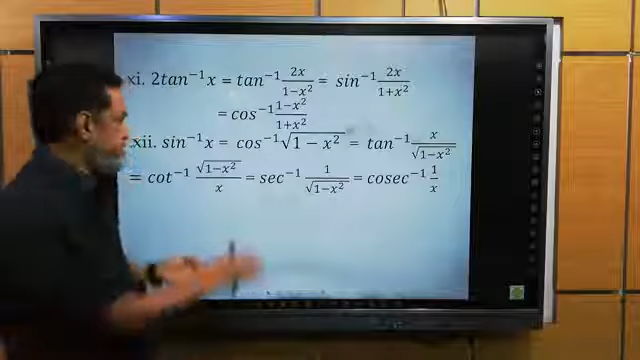 xi. 2tan⁻¹x = tan⁻¹ 2x/1−x² = sin⁻¹ 2x/1+x²
= cos⁻¹ 1−x²/1+x²
xii. sin⁻¹x = cos⁻¹√1 − x² = tan⁻¹ x/√1−x²
= cot⁻¹ √1−x²/x = sec⁻¹ 1/√1−x² = cosec⁻¹ 1/x